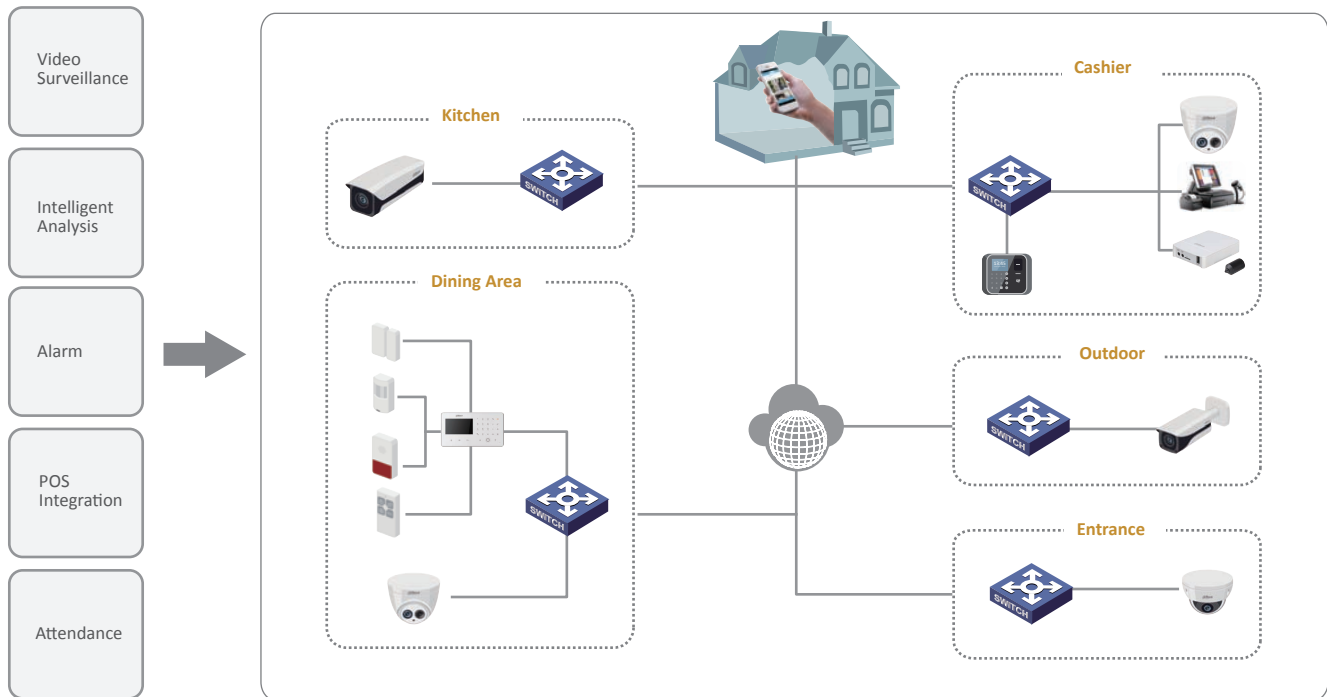 Video
Surveillance
Intelligent
Analysis
Alarm
POS
Integration
Attendance
Kitchen
SWITCH
Dining Area
SWITCH
Cashier
SWITCH
Outdoor
SWITCH
Entrance
SWITCH